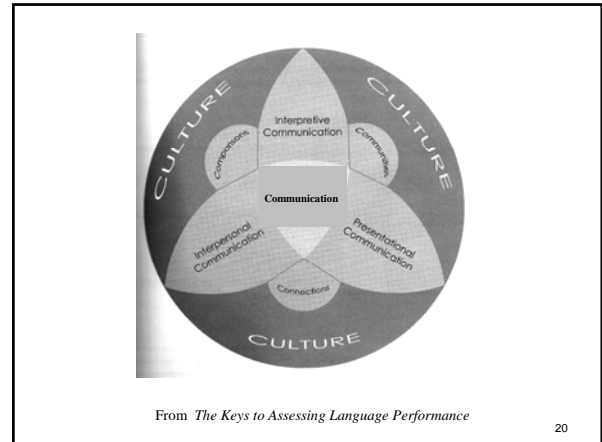 CULTURE
CULTURE
Interpretive
Communication
Comparisons
Communities
Communication
Interpersonal
Communication
Presentational
Communication
Connections
CULTURE
From The Keys to Assessing Language Performance
20